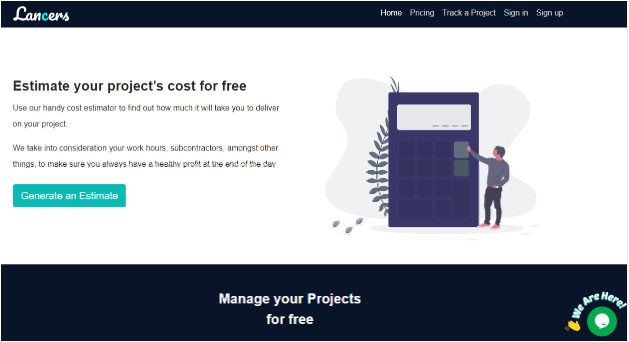 Lancers
Home Pricing Track a Project Sign in Sign up
Estimate your project's cost for free
Use our handy cost estimator to find out how much it will take you to deliver
on your project.
We take into consideration your work hours, subcontractors, amongst other
things, to make sure you always have a healthy profit at the end of the day
Generate an Estimate
Manage your Projects
for free
We Are Here!